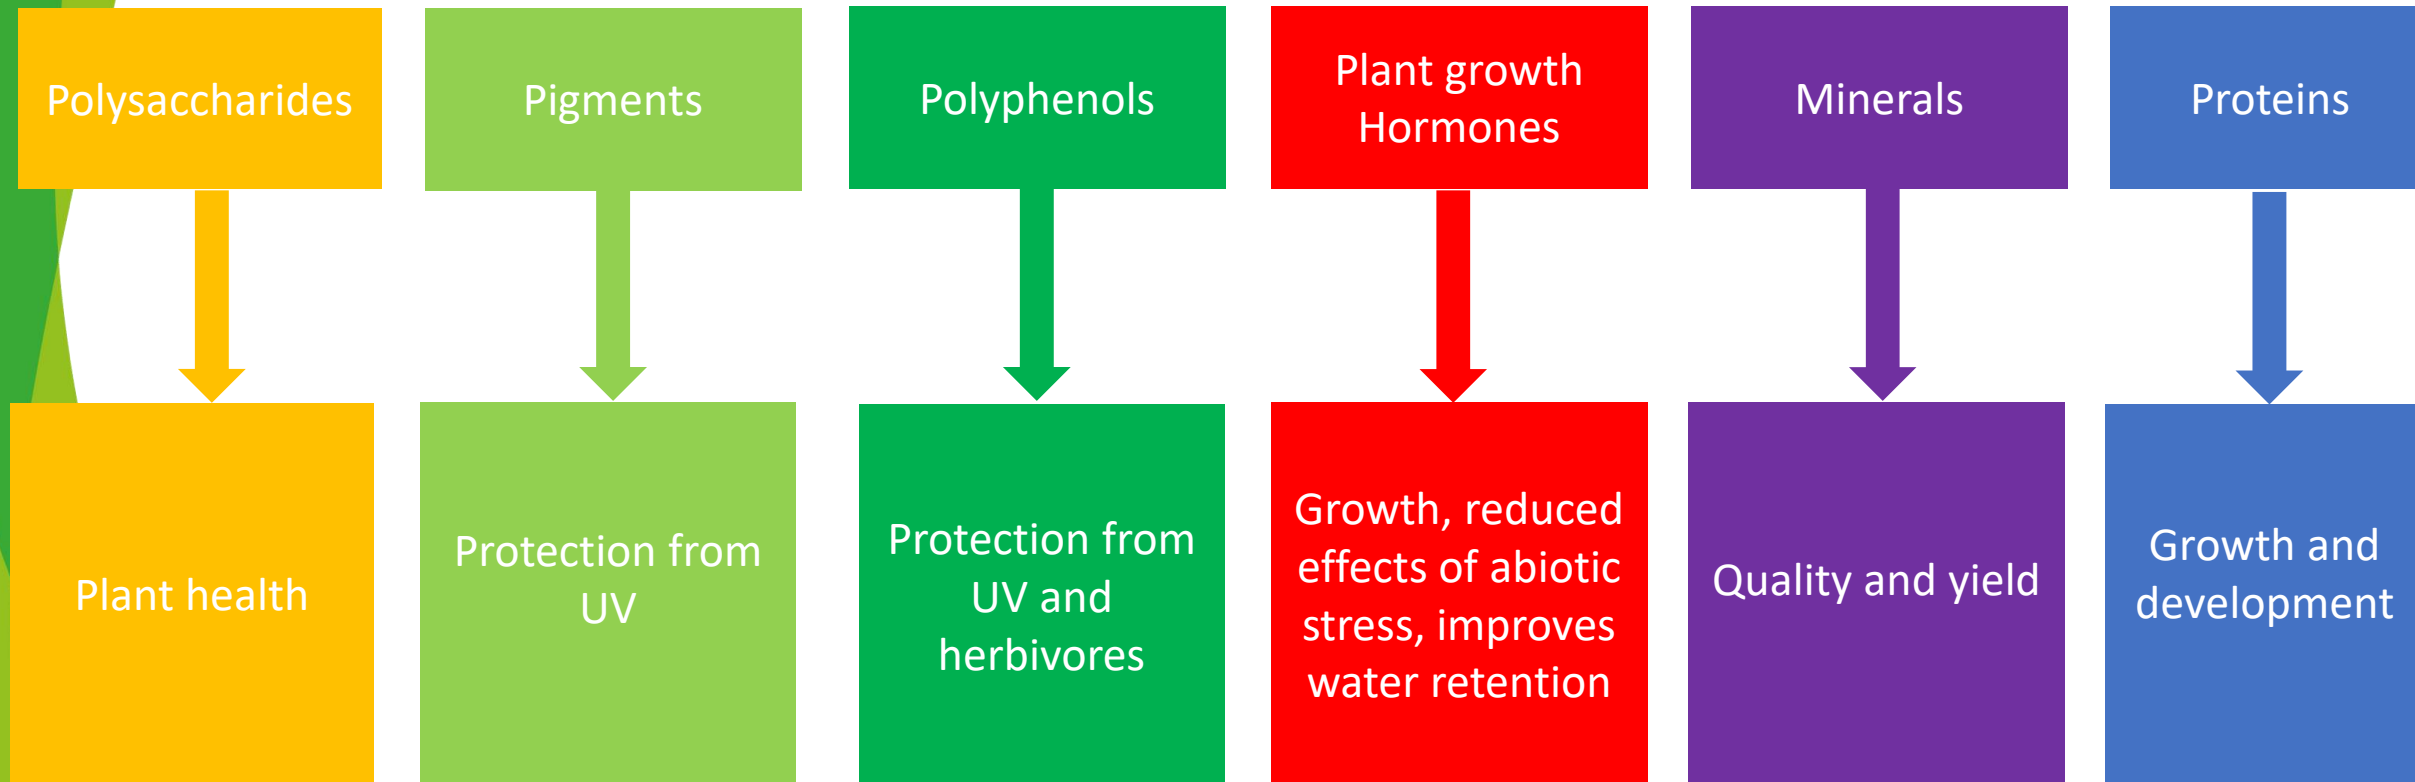 Polysaccharides
Pigments
Polyphenols
Plant growth
Hormones
Minerals
Proteins
Plant health
Protection from
UV
Protection from
UV and
herbivores
Growth, reduced
effects of abiotic
stress, improves
water retention
Quality and yield
Growth and
development